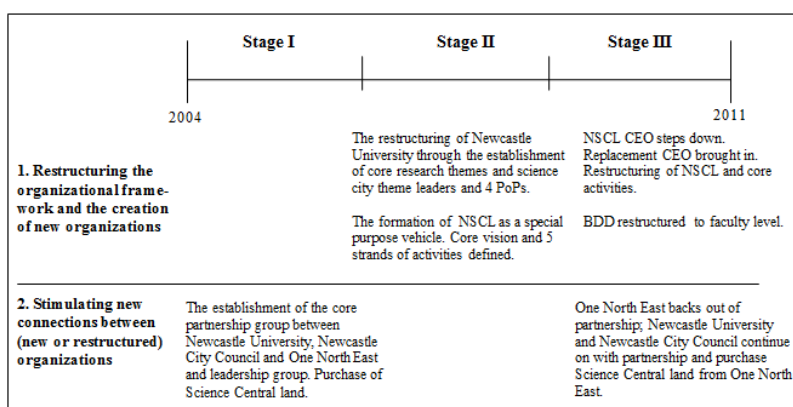 Stage I
Stage II
Stage III
2004
2011
1. Restructuring the
organizational frame-
work and the creation
of new organizations
The restructuring of Newcastle
University through the establishment
of core research themes and science
city theme leaders and 4 PoPs.
The formation of NSCL as a special
purpose vehicle. Core vision and 5
strands of activities defined.
NSCL CEO steps down.
Replacement CEO brought in.
Restructuring of NSCL and core
activities.
BDD restructured to faculty level.
2. Stimulating new
connections between
(new or restructured)
organizations
The establishment of the core
partnership group between
Newcastle University, Newcastle
City Council and One North East
and leadership group. Purchase of
Science Central land.
One North East backs out of
partnership; Newcastle University
and Newcastle City Council continue
on with partnership and purchase
Science Central land from One North
East.